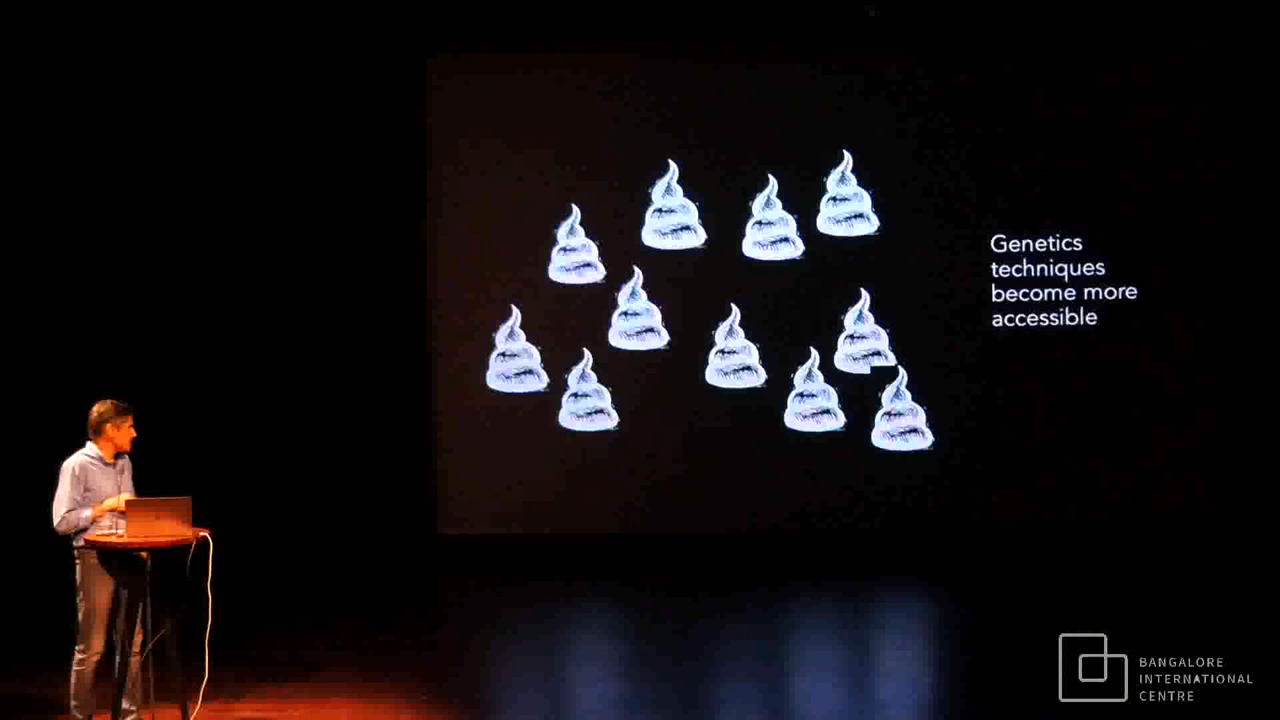 Genetics
techniques
become more
accessible
BANGALORE
INTERNATIONAL
CENTRE